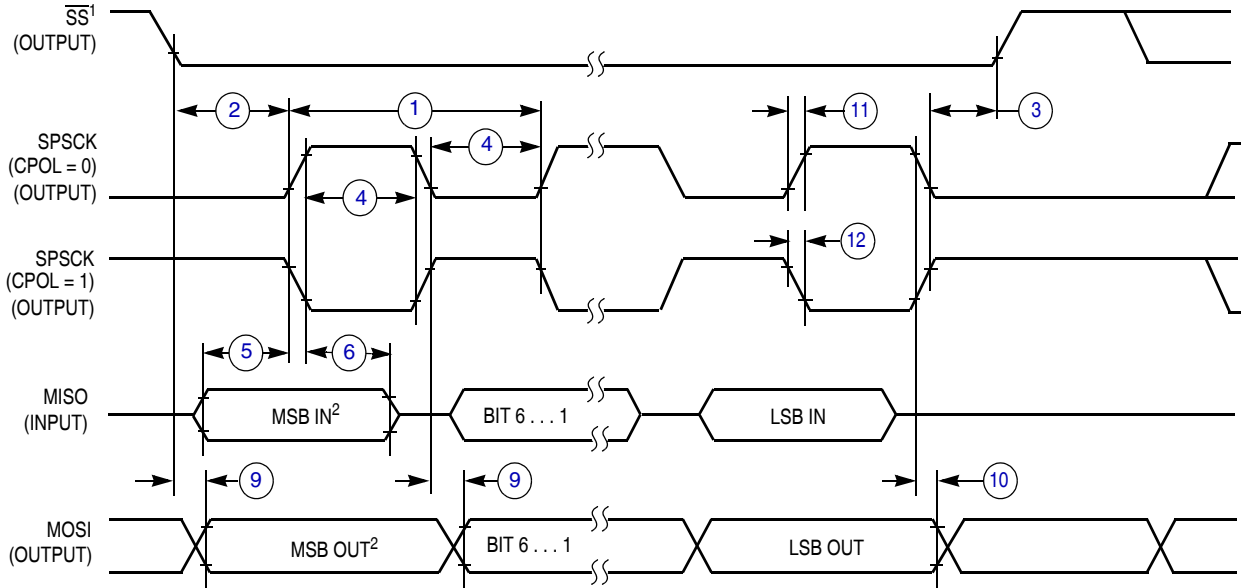 SS¹
(OUTPUT)
2
1
11
3
SPSCK
(CPOL = 0)
(OUTPUT)
4
4
12
SPSCK
(CPOL = 1)
(OUTPUT)
5
6
MISO
(INPUT)
MSB IN²
BIT 6 . . . 1
LSB IN
9
9
10
MOSI
(OUTPUT)
MSB OUT²
BIT 6 . . . 1
LSB OUT